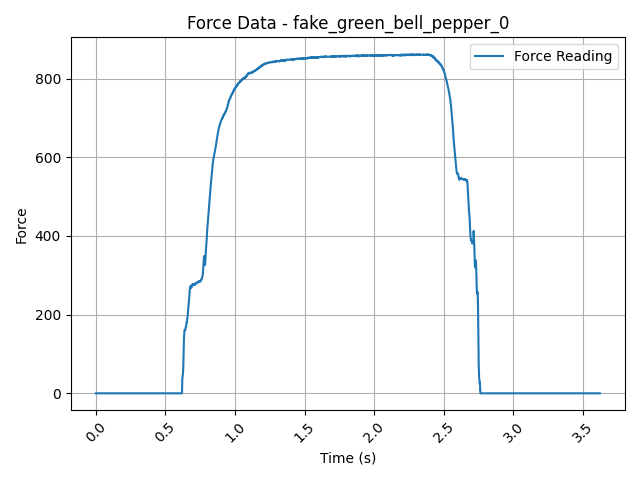 Force Data - fake_green_bell_pepper_0
Force Reading
800
600
400
200
0
Force
0.0 0.5 1.0 1.5 2.0 2.5 3.0 3.5
Time (s)